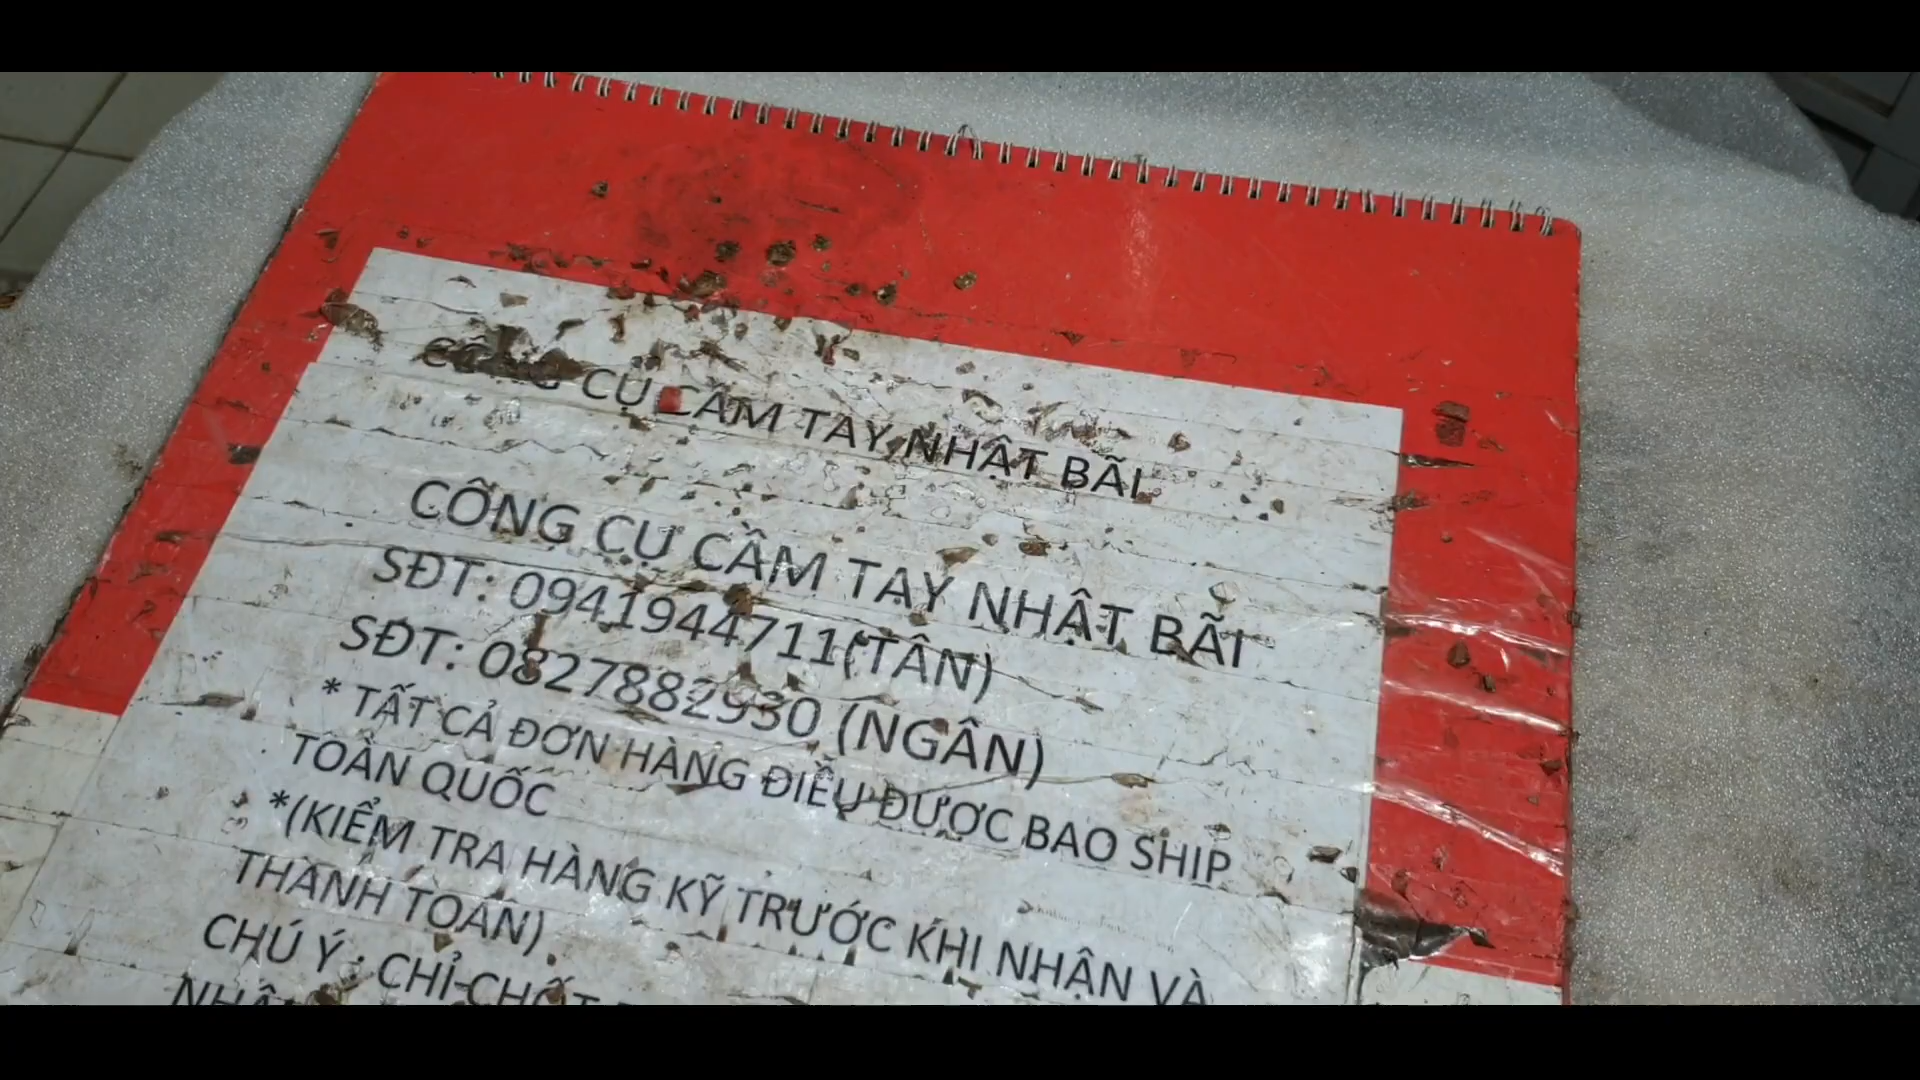 CÔNG CỤ CẦM TAY NHẬT BÃI
CÔNG CỤ CẦM TAY NHẬT BÃI
SĐT: 0941944711(TÂN)
SĐT: 0827882930 (NGÂN)
* TẤT CẢ ĐƠN HÀNG ĐIỀU ĐƯỢC BAO SHIP
TOÀN QUỐC
*(KIỂM TRA HÀNG KỸ TRƯỚC KHI NHẬN VÀ
THANH TOÁN)
CHÚ Ý : CHỈ CHỐT